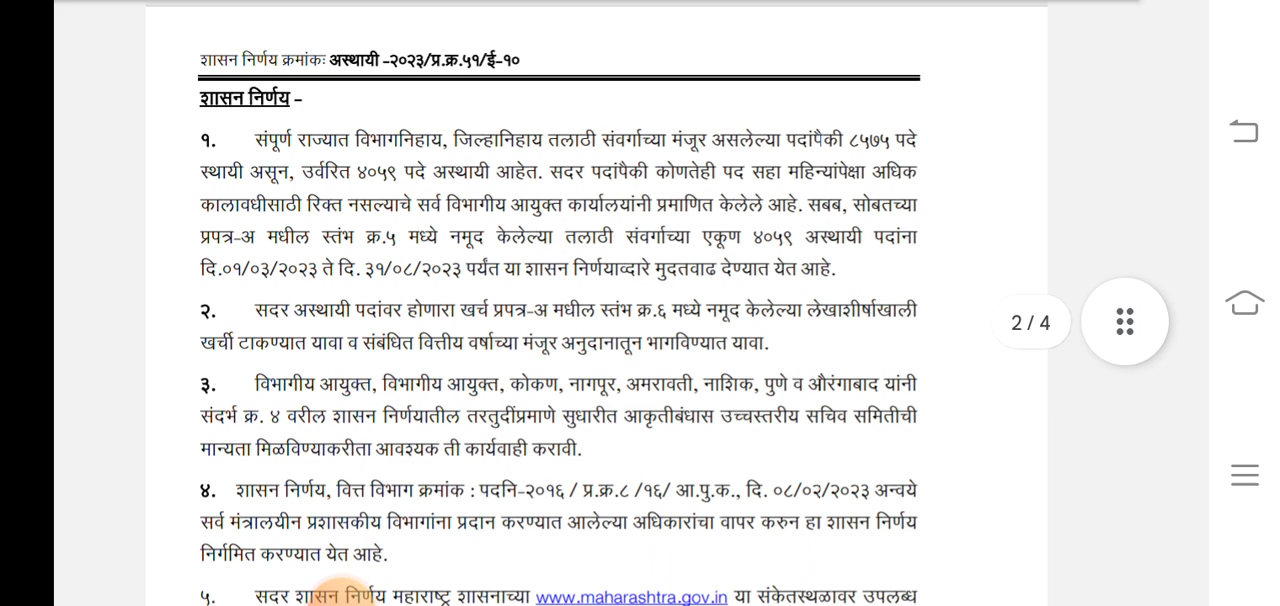 शासन निर्णय क्रमांकः अस्थायी -२०२३/प्र.क्र.५१/ई-१०
शासन निर्णय -
१. संपूर्ण राज्यात विभागनिहाय, जिल्हानिहाय तलाठी संवर्गाच्या मंजूर असलेल्या पदांपैकी ८५७५ पदे
स्थायी असून, उर्वरित ४०५९ पदे अस्थायी आहेत. सदर पदांपैकी कोणतेही पद सहा महिन्यांपेक्षा अधिक
कालावधीसाठी रिक्त नसल्याचे सर्व विभागीय आयुक्त कार्यालयांनी प्रमाणित केलेले आहे. सबब, सोबतच्या
प्रपत्र-अ मधील स्तंभ क्र.५ मध्ये नमूद केलेल्या तलाठी संवर्गाच्या एकूण ४०५९ अस्थायी पदांना
दि.०१/०३/२०२३ ते दि. ३१/०८/२०२३ पर्यंत या शासन निर्णयाव्दारे मुदतवाढ देण्यात येत आहे.
२. सदर अस्थायी पदांवर होणारा खर्च प्रपत्र-अ मधील स्तंभ क्र.६ मध्ये नमूद केलेल्या लेखाशीर्षाखाली
खर्ची टाकण्यात यावा व संबंधित वित्तीय वर्षाच्या मंजूर अनुदानातून भागविण्यात यावा.
2 / 4
३. विभागीय आयुक्त, विभागीय आयुक्त, कोकण, नागपूर, अमरावती, नाशिक, पुणे व औरंगाबाद यांनी
संदर्भ क्र. ४ वरील शासन निर्णयातील तरतुदींप्रमाणे सुधारीत आकृतीबंधास उच्चस्तरीय सचिव समितीची
मान्यता मिळविण्याकरीता आवश्यक ती कार्यवाही करावी.
४. शासन निर्णय, वित्त विभाग क्रमांक : पदनि-२०१६ / प्र.क्र.८ /१६/ आ.पु.क., दि. ०८/०२/२०२३ अन्वये
सर्व मंत्रालयीन प्रशासकीय विभागांना प्रदान करण्यात आलेल्या अधिकारांचा वापर करुन हा शासन निर्णय
निर्गमित करण्यात येत आहे.
५. सदर शासन निर्णय महाराष्ट्र शासनाच्या www.maharashtra.gov.in या संकेतस्थळावर उपलब्ध